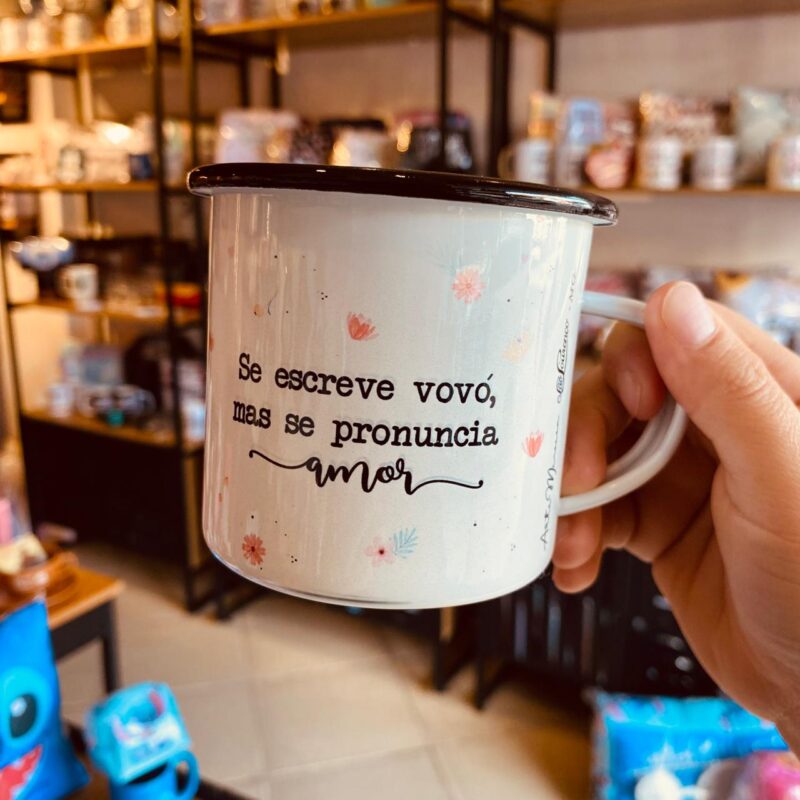 Se escreve vovó,
mas se pronuncia
amor